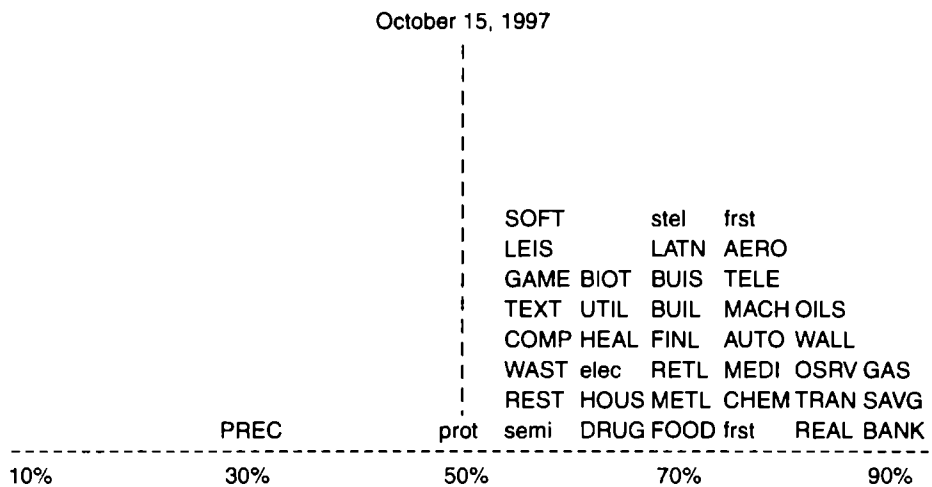 October 15, 1997
SOFT stel frst
LEIS LATN AERO
GAME BIOT BUIS TELE
TEXT UTIL BUIL MACH OILS
COMP HEAL FINL AUTO WALL
WAST elec RETL MEDI OSRV GAS
REST HOUS METL CHEM TRAN SAVG
PREC prot semi DRUG FOOD frst REAL BANK
10% 30% 50% 70% 90%